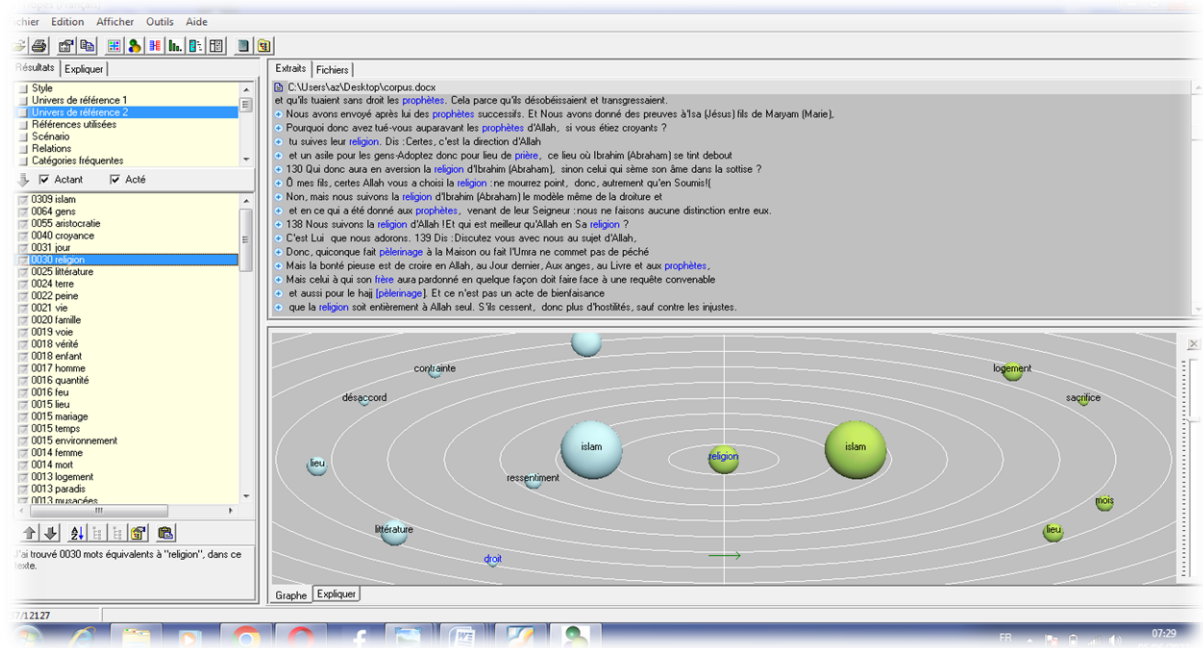 Tropes (Français)
chier Edition Afficher Outils Aide
Résultats Expliquer
Style
Univers de référence 1
Univers de référence 2
Références utilisées
Scénario
Relations
Catégories fréquentes
Actant Acté
0309 islam
0064 gens
0055 aristocratie
0040 croyance
0031 jour
0030 religion
0025 littérature
0024 terre
0022 peine
0021 vie
0020 famille
0019 voie
0018 vérité
0018 enfant
0017 homme
0016 quantité
0016 feu
0015 lieu
0015 mariage
0015 temps
0015 environnement
0014 femme
0014 mort
0013 logement
0013 paradis
0013 musacées
J'ai trouvé 0030 mots équivalents à "religion", dans ce
texte.
Extraits Fichiers
C:\Users\az\Desktop\corpus.docx
et qu'ils tuaient sans droit les prophètes. Cela parce qu'ils désobéissaient et transgressaient.
Nous avons envoyé après lui des prophètes successifs. Et Nous avons donné des preuves à'Isa (Jésus) fils de Maryam (Marie),
Pourquoi donc avez tué-vous auparavant les prophètes d'Allah, si vous étiez croyants ?
tu suives leur religion. Dis :Certes, c'est la direction d'Allah
et un asile pour les gens-Adoptez donc pour lieu de prière, ce lieu où Ibrahim (Abraham) se tint debout
130 Qui donc aura en aversion la religion d'Ibrahim (Abraham), sinon celui qui sème son âme dans la sottise ?
Ô mes fils, certes Allah vous a choisi la religion :ne mourrez point, donc, autrement qu'en Soumis!(
Non, mais nous suivons la religion d'Ibrahim (Abraham) le modèle même de la droiture et
et en ce qui a été donné aux prophètes, venant de leur Seigneur :nous ne faisons aucune distinction entre eux.
138 Nous suivons la religion d'Allah !Et qui est meilleur qu'Allah en Sa religion ?
C'est Lui que nous adorons. 139 Dis :Discutez vous avec nous au sujet d'Allah,
Donc, quiconque fait pèlerinage à la Maison ou fait l'Umra ne commet pas de péché
Mais la bonté pieuse est de croire en Allah, au Jour dernier, Aux anges, au Livre et aux prophètes,
Mais celui à qui son frère aura pardonné en quelque façon doit faire face à une requête convenable
et aussi pour le hajj [pèlerinage]. Et ce n'est pas un acte de bienfaisance
que la religion soit entièrement à Allah seul. S'ils cessent, donc plus d'hostilités, sauf contre les injustes.
contrainte
logement
désaccord
sacrifice
islam
islam
religion
lieu
ressentiment
mois
littérature
lieu
droit
Graphe Expliquer
/12127
FR
07:29